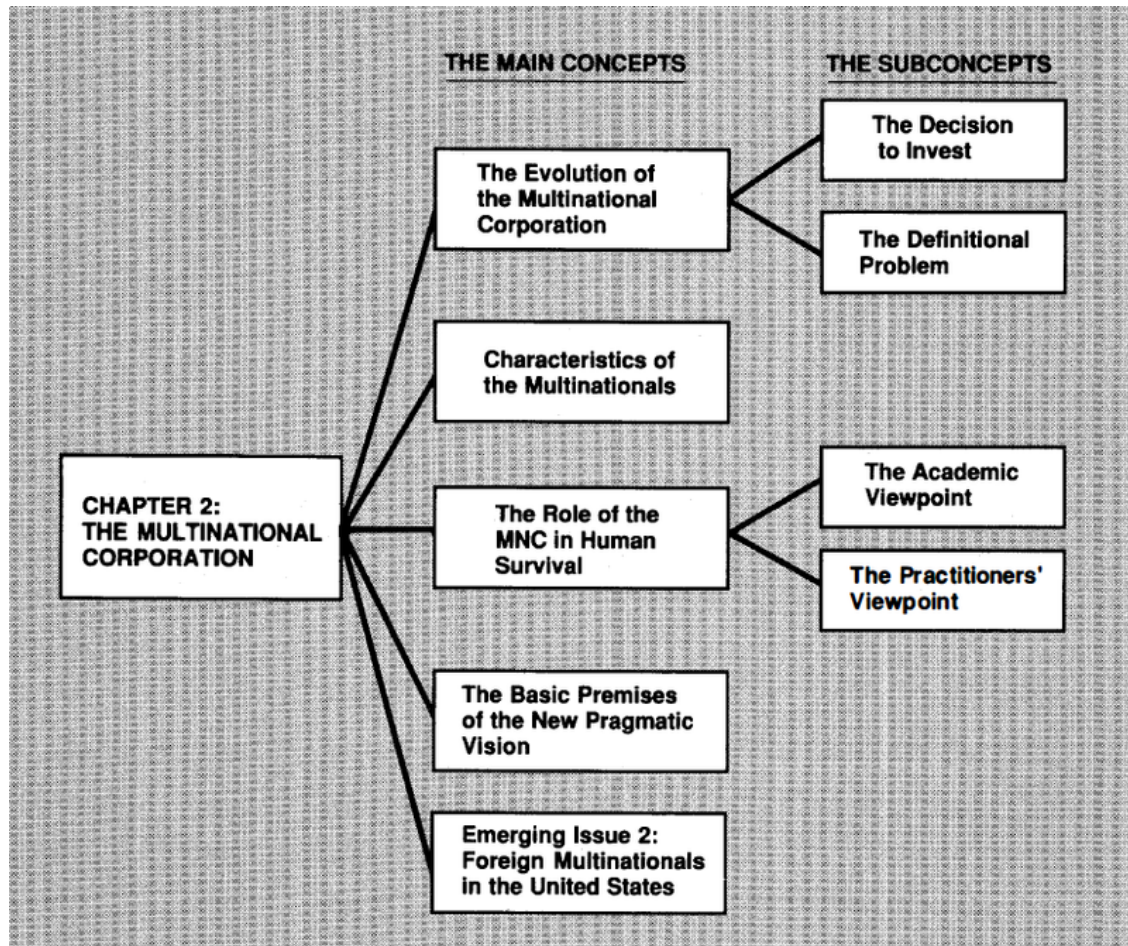 THE MAIN CONCEPTS
THE SUBCONCEPTS
The Decision
to Invest
The Evolution of
the Multinational
Corporation
The Definitional
Problem
Characteristics of
the Multinationals
CHAPTER 2:
THE MULTINATIONAL
CORPORATION
The Role of the
MNC in Human
Survival
The Academic
Viewpoint
The Practitioners'
Viewpoint
The Basic Premises
of the New Pragmatic
Vision
Emerging Issue 2:
Foreign Multinationals
in the United States